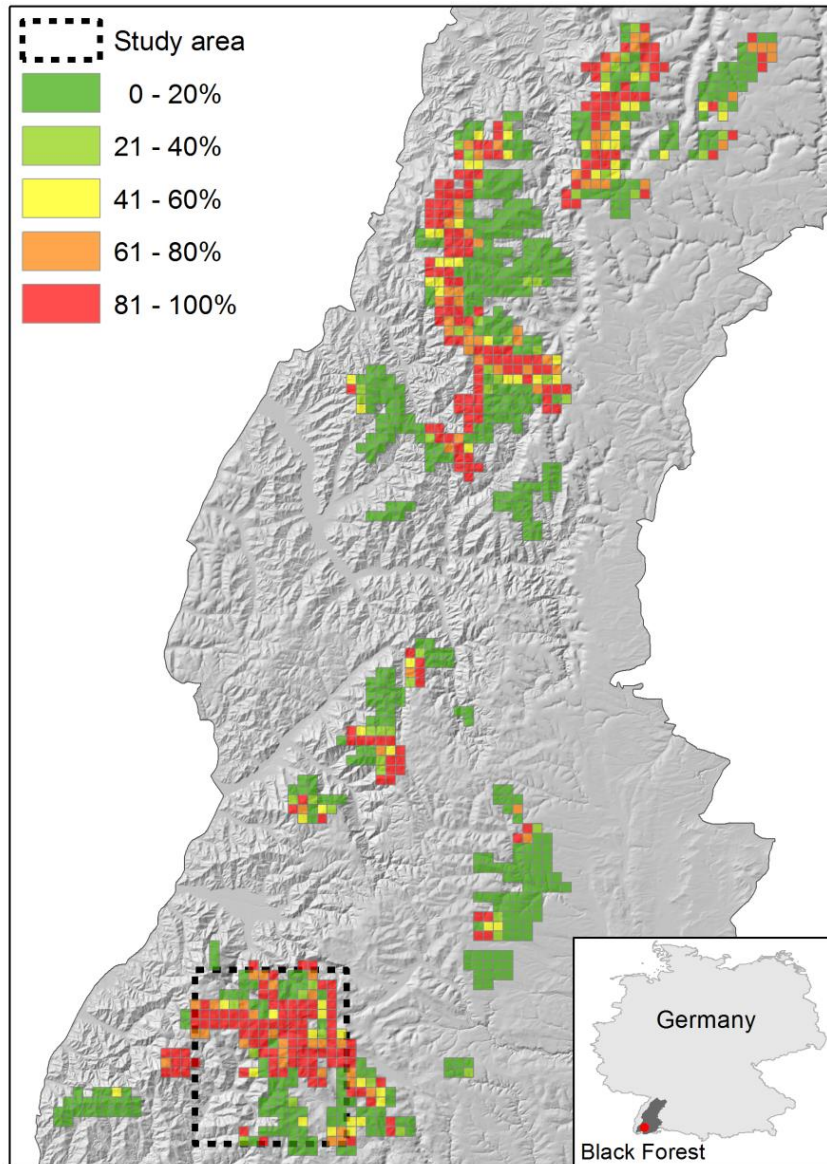 Study area
0 - 20%
21 - 40%
41 - 60%
61 - 80%
81 - 100%
Germany
Black Forest